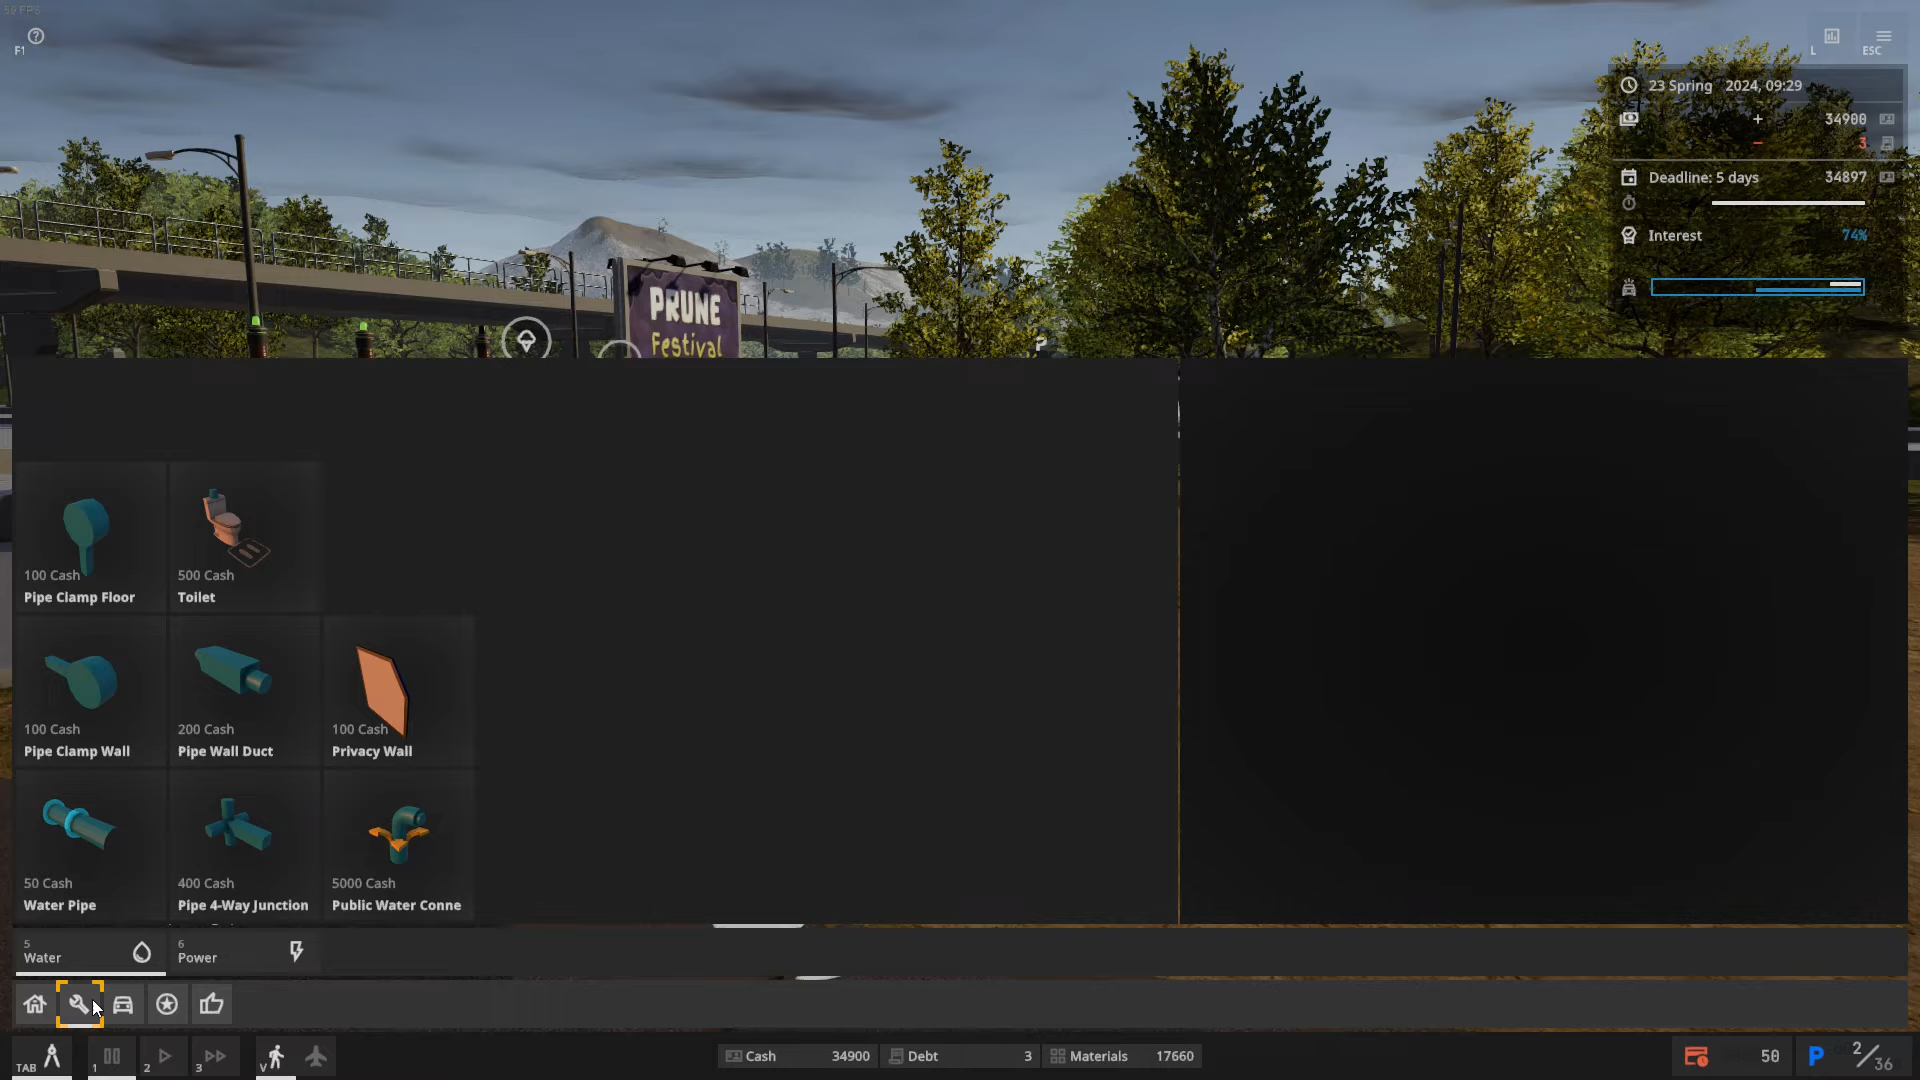 50 FPS
F1
L
ESC
23 Spring 2024, 09:29
+ 34900
- 3
Deadline: 5 days 34897
Interest 74%
PRUNE
Festival
100 Cash
Pipe Clamp Floor
500 Cash
Toilet
100 Cash
Pipe Clamp Wall
200 Cash
Pipe Wall Duct
100 Cash
Privacy Wall
50 Cash
Water Pipe
400 Cash
Pipe 4-Way Junction
5000 Cash
Public Water Conne
5
Water
6
Power
TAB
1
2
3
V
Cash 34900
Debt 3
Materials 17660
50
P 2/36